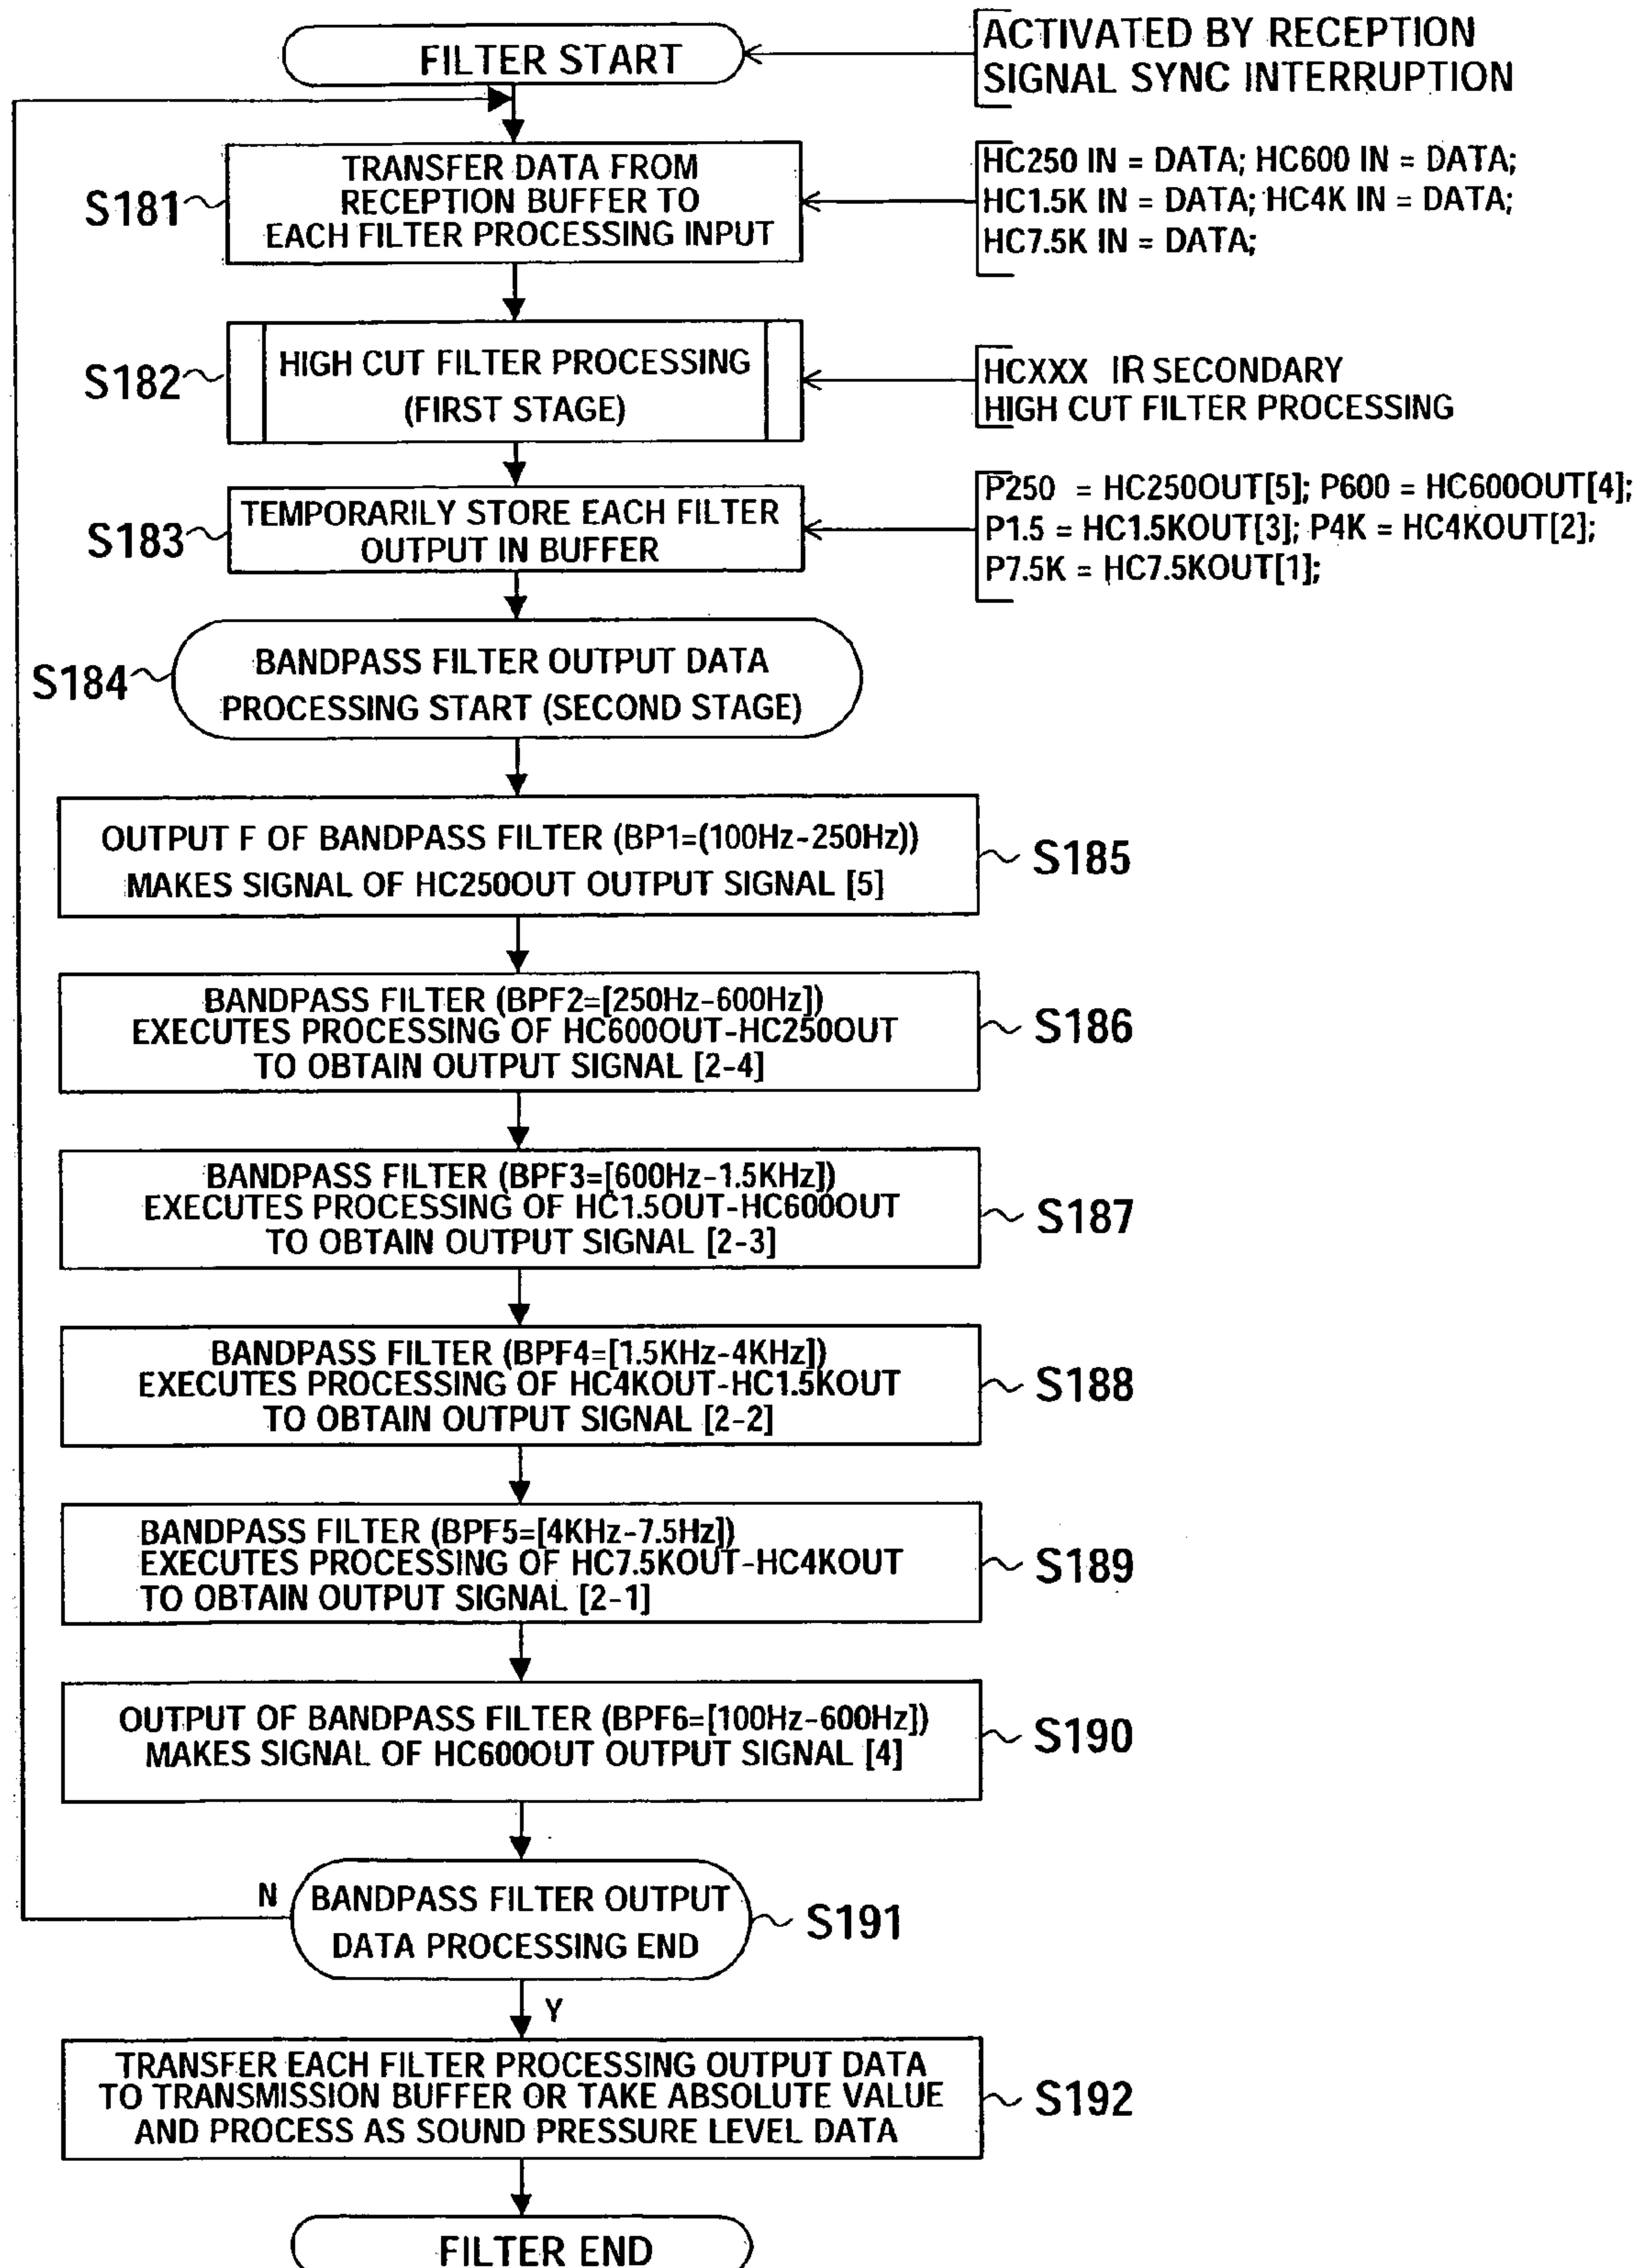 FILTER START
ACTIVATED BY RECEPTION
SIGNAL SYNC INTERRUPTION
S181
TRANSFER DATA FROM
RECEPTION BUFFER TO
EACH FILTER PROCESSING INPUT
HC250 IN = DATA; HC600 IN = DATA;
HC1.5K IN = DATA; HC4K IN = DATA;
HC7.5K IN = DATA;
S182
HIGH CUT FILTER PROCESSING
(FIRST STAGE)
HCXXX IR SECONDARY
HIGH CUT FILTER PROCESSING
S183
TEMPORARILY STORE EACH FILTER
OUTPUT IN BUFFER
P250 = HC250OUT[5]; P600 = HC600OUT[4];
P1.5 = HC1.5KOUT[3]; P4K = HC4KOUT[2];
P7.5K = HC7.5KOUT[1];
S184
BANDPASS FILTER OUTPUT DATA
PROCESSING START (SECOND STAGE)
OUTPUT F OF BANDPASS FILTER (BP1=(100Hz-250Hz))
MAKES SIGNAL OF HC250OUT OUTPUT SIGNAL [5]
S185
BANDPASS FILTER (BPF2=[250Hz-600Hz])
EXECUTES PROCESSING OF HC600OUT-HC250OUT
TO OBTAIN OUTPUT SIGNAL [2-4]
S186
BANDPASS FILTER (BPF3=[600Hz-1.5KHz])
EXECUTES PROCESSING OF HC1.5OUT-HC600OUT
TO OBTAIN OUTPUT SIGNAL [2-3]
S187
BANDPASS FILTER (BPF4=[1.5KHz-4KHz])
EXECUTES PROCESSING OF HC4KOUT-HC1.5KOUT
TO OBTAIN OUTPUT SIGNAL [2-2]
S188
BANDPASS FILTER (BPF5=[4KHz-7.5Hz])
EXECUTES PROCESSING OF HC7.5KOUT-HC4KOUT
TO OBTAIN OUTPUT SIGNAL [2-1]
S189
OUTPUT OF BANDPASS FILTER (BPF6=[100Hz-600Hz])
MAKES SIGNAL OF HC600OUT OUTPUT SIGNAL [4]
S190
N
BANDPASS FILTER OUTPUT
DATA PROCESSING END
S191
Y
TRANSFER EACH FILTER PROCESSING OUTPUT DATA
TO TRANSMISSION BUFFER OR TAKE ABSOLUTE VALUE
AND PROCESS AS SOUND PRESSURE LEVEL DATA
S192
FILTER END